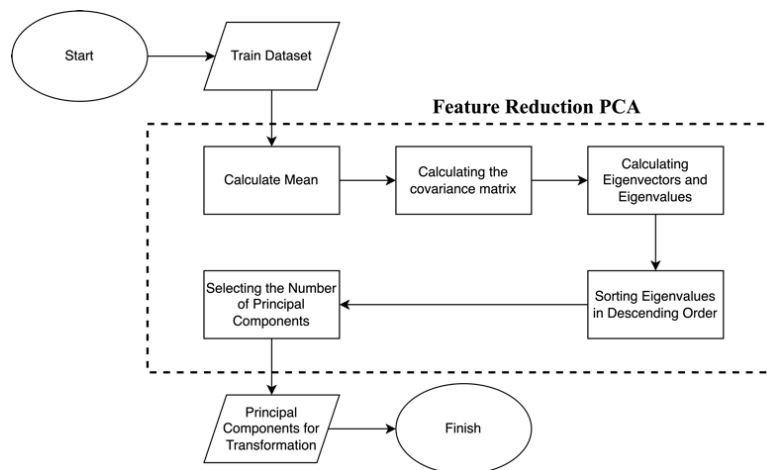 Start
Train Dataset
Feature Reduction PCA
Calculate Mean
Calculating the
covariance matrix
Calculating
Eigenvectors and
Eigenvalues
Selecting the Number
of Principal
Components
Sorting Eigenvalues
in Descending Order
Principal
Components for
Transformation
Finish